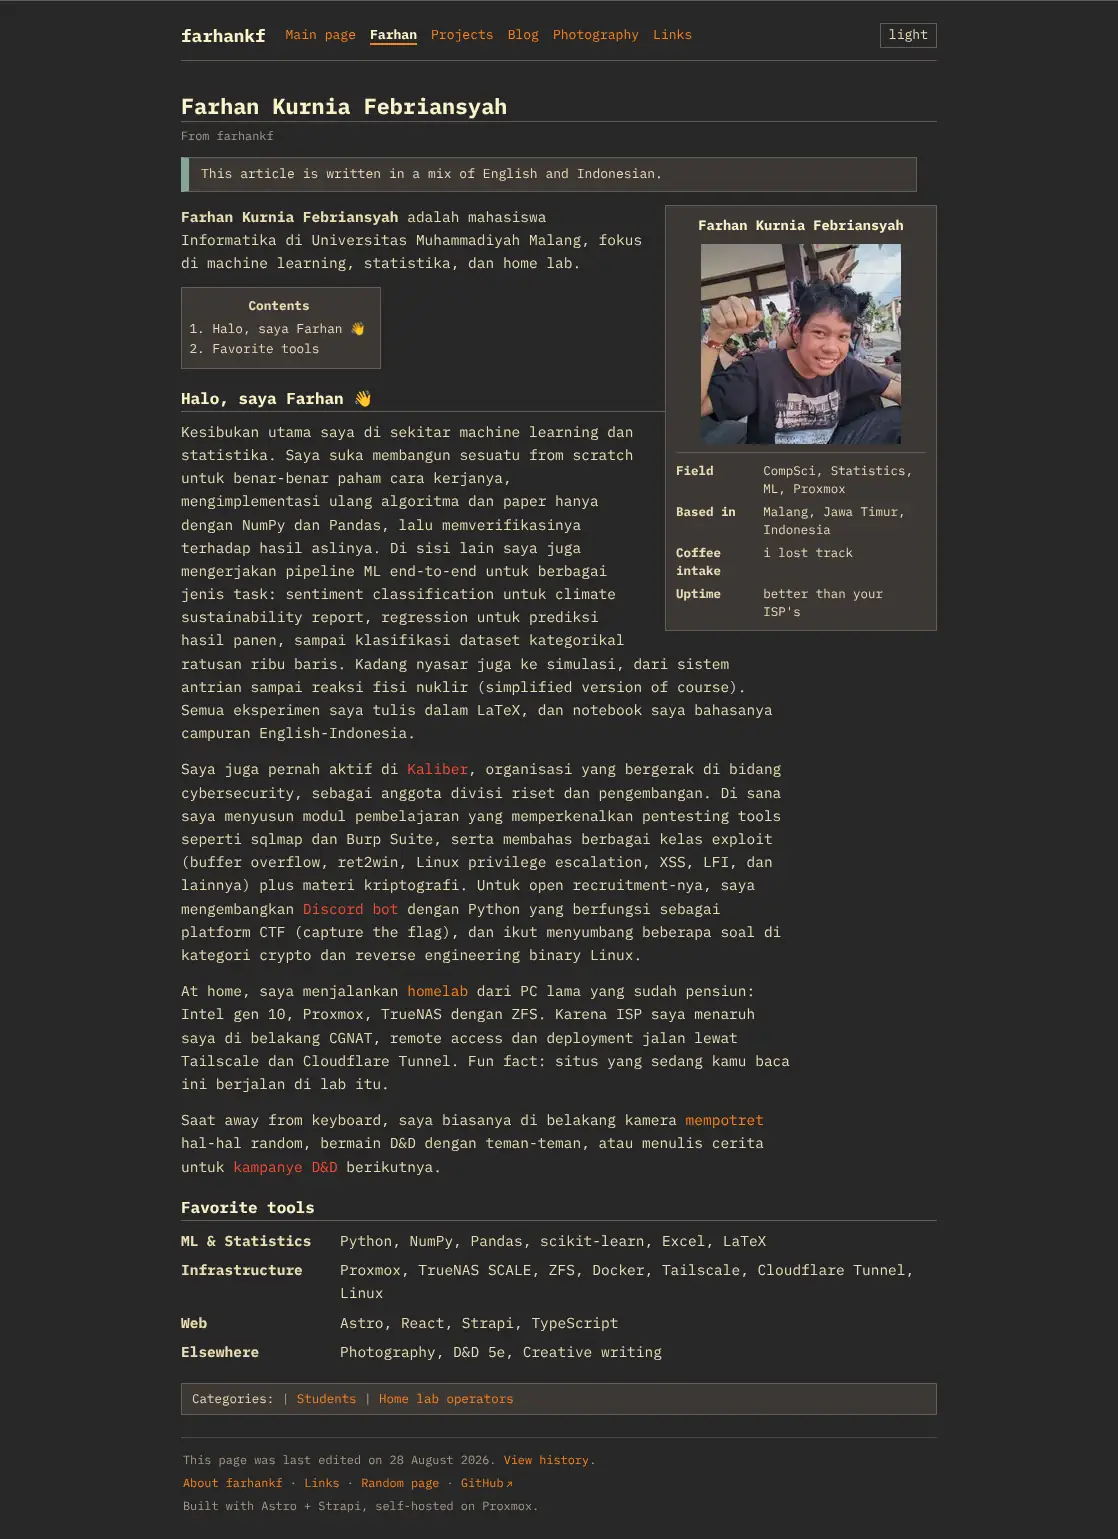 farhankf Main page Farhan Projects Blog Photography Links light
Farhan Kurnia Febriansyah
From farhankf
This article is written in a mix of English and Indonesian.
Farhan Kurnia Febriansyah adalah mahasiswa
Informatika di Universitas Muhammadiyah Malang, fokus
di machine learning, statistika, dan home lab.
Contents
1. Halo, saya Farhan 👋
2. Favorite tools
Farhan Kurnia Febriansyah
Field CompSci, Statistics,
ML, Proxmox
Based in Malang, Jawa Timur,
Indonesia
Coffee i lost track
intake
Uptime better than your
ISP's
Halo, saya Farhan 👋
Kesibukan utama saya di sekitar machine learning dan
statistika. Saya suka membangun sesuatu from scratch
untuk benar-benar paham cara kerjanya,
mengimplementasi ulang algoritma dan paper hanya
dengan NumPy dan Pandas, lalu memverifikasinya
terhadap hasil aslinya. Di sisi lain saya juga
mengerjakan pipeline ML end-to-end untuk berbagai
jenis task: sentiment classification untuk climate
sustainability report, regression untuk prediksi
hasil panen, sampai klasifikasi dataset kategorikal
ratusan ribu baris. Kadang nyasar juga ke simulasi, dari sistem
antrian sampai reaksi fisi nuklir (simplified version of course).
Semua eksperimen saya tulis dalam LaTeX, dan notebook saya bahasanya
campuran English-Indonesia.
Saya juga pernah aktif di Kaliber, organisasi yang bergerak di bidang
cybersecurity, sebagai anggota divisi riset dan pengembangan. Di sana
saya menyusun modul pembelajaran yang memperkenalkan pentesting tools
seperti sqlmap dan Burp Suite, serta membahas berbagai kelas exploit
(buffer overflow, ret2win, Linux privilege escalation, XSS, LFI, dan
lainnya) plus materi kriptografi. Untuk open recruitment-nya, saya
mengembangkan Discord bot dengan Python yang berfungsi sebagai
platform CTF (capture the flag), dan ikut menyumbang beberapa soal di
kategori crypto dan reverse engineering binary Linux.
At home, saya menjalankan homelab dari PC lama yang sudah pensiun:
Intel gen 10, Proxmox, TrueNAS dengan ZFS. Karena ISP saya menaruh
saya di belakang CGNAT, remote access dan deployment jalan lewat
Tailscale dan Cloudflare Tunnel. Fun fact: situs yang sedang kamu baca
ini berjalan di lab itu.
Saat away from keyboard, saya biasanya di belakang kamera mempotret
hal-hal random, bermain D&D dengan teman-teman, atau menulis cerita
untuk kampanye D&D berikutnya.
Favorite tools
ML & Statistics Python, NumPy, Pandas, scikit-learn, Excel, LaTeX
Infrastructure Proxmox, TrueNAS SCALE, ZFS, Docker, Tailscale, Cloudflare Tunnel,
Linux
Web Astro, React, Strapi, TypeScript
Elsewhere Photography, D&D 5e, Creative writing
Categories: | Students | Home lab operators
This page was last edited on 28 August 2026. View history.
About farhankf · Links · Random page · GitHub↗
Built with Astro + Strapi, self-hosted on Proxmox.